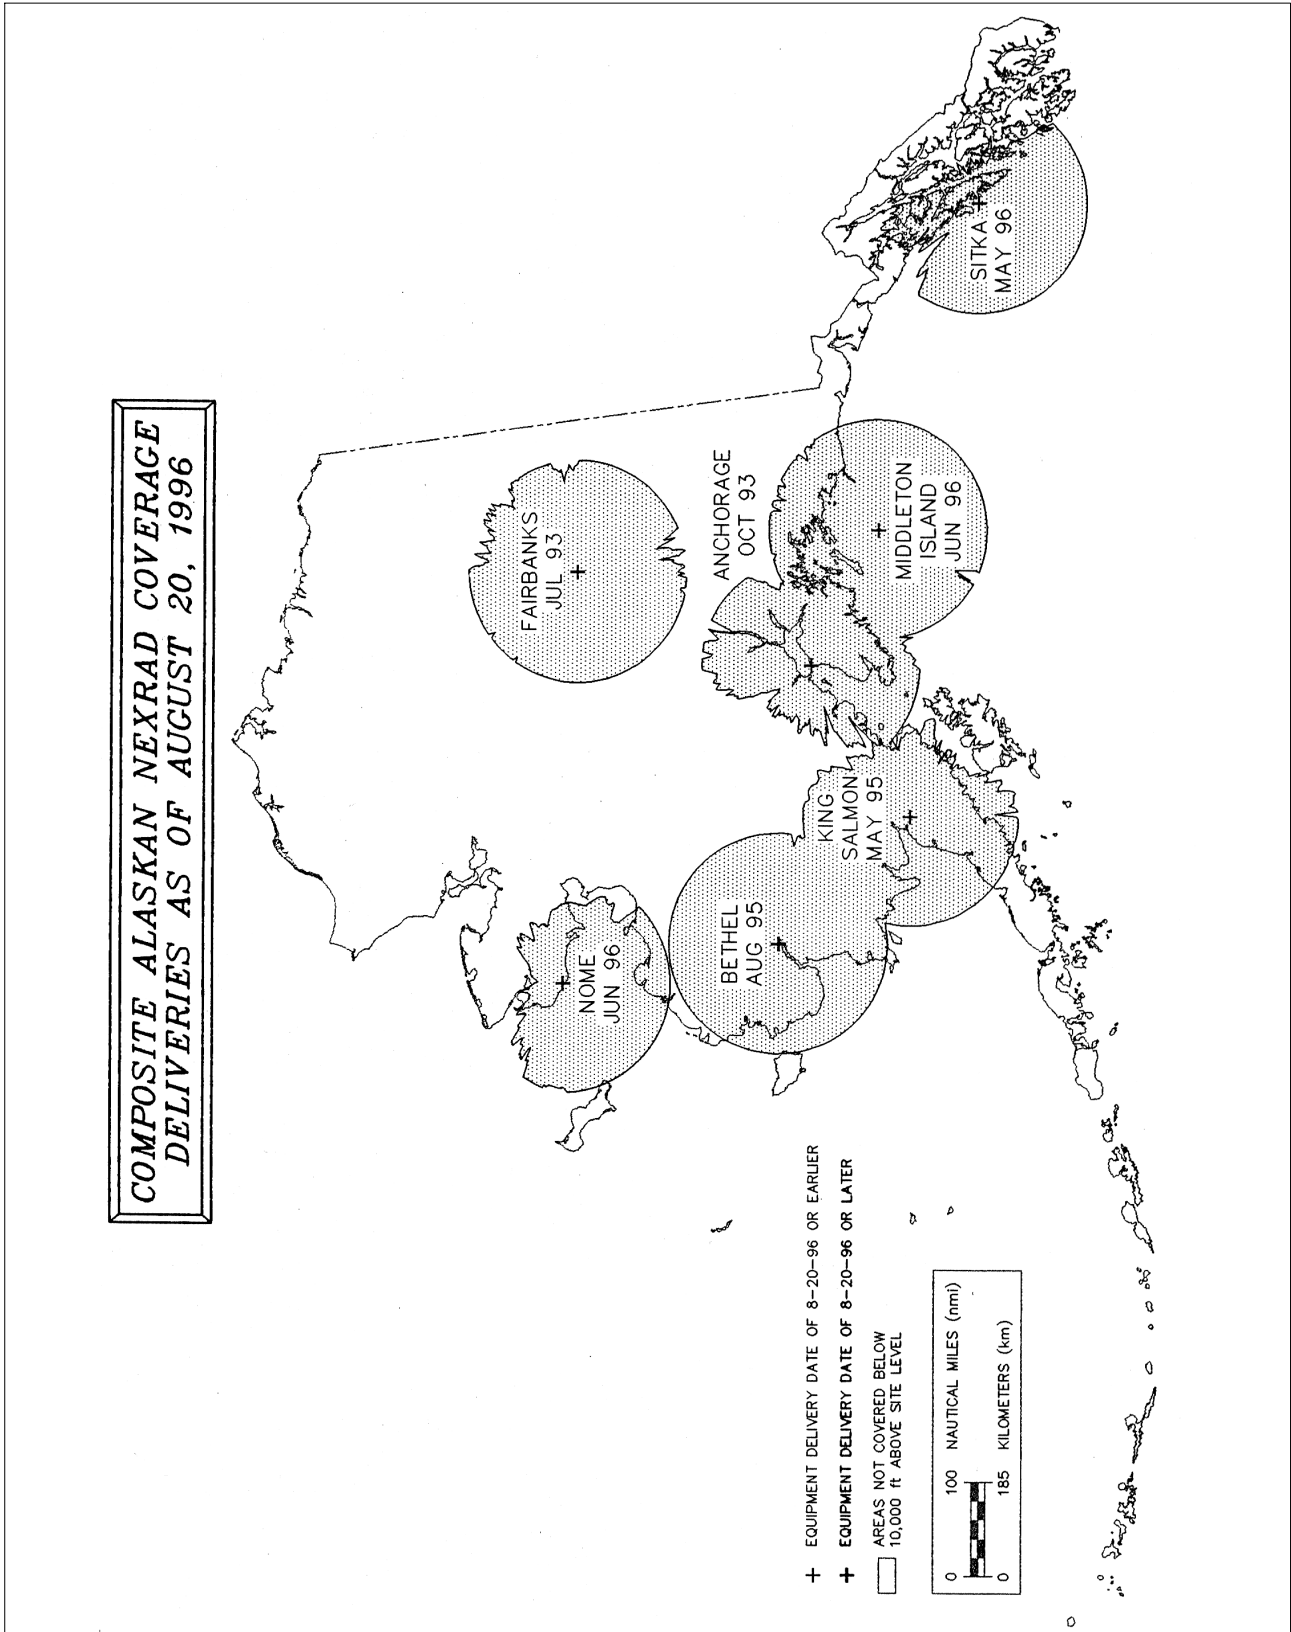 COMPOSITE ALASKAN NEXRAD COVERAGE
DELIVERIES AS OF AUGUST 20, 1996
FAIRBANKS
JUL 93
ANCHORAGE
OCT 93
MIDDLETON
ISLAND
JUN 96
SITKA
MAY 96
KING
SALMON
MAY 95
BETHEL
AUG 95
NOME
JUN 96
+ EQUIPMENT DELIVERY DATE OF 8-20-96 OR EARLIER
+ EQUIPMENT DELIVERY DATE OF 8-20-96 OR LATER
AREAS NOT COVERED BELOW
10,000 ft ABOVE SITE LEVEL
0 100 NAUTICAL MILES (nmi)
0 185 KILOMETERS (km)